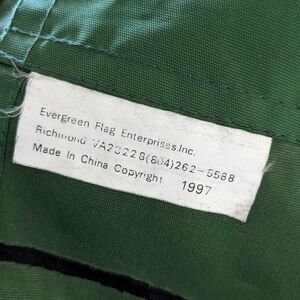 Evergreen Flag Enterprises.Inc.
Richmond VA23228(804)262-5588
Made In China Copyright 1997